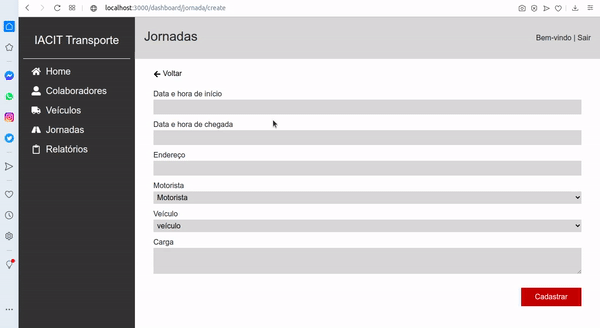 localhost:3000/dashboard/jornada/create
IACIT Transporte
Home
Colaboradores
Veículos
Jornadas
Relatórios
Jornadas
Bem-vindo | Sair
Voltar
Data e hora de início
Data e hora de chegada
Endereço
Motorista
Motorista
Veículo
veículo
Carga
Cadastrar